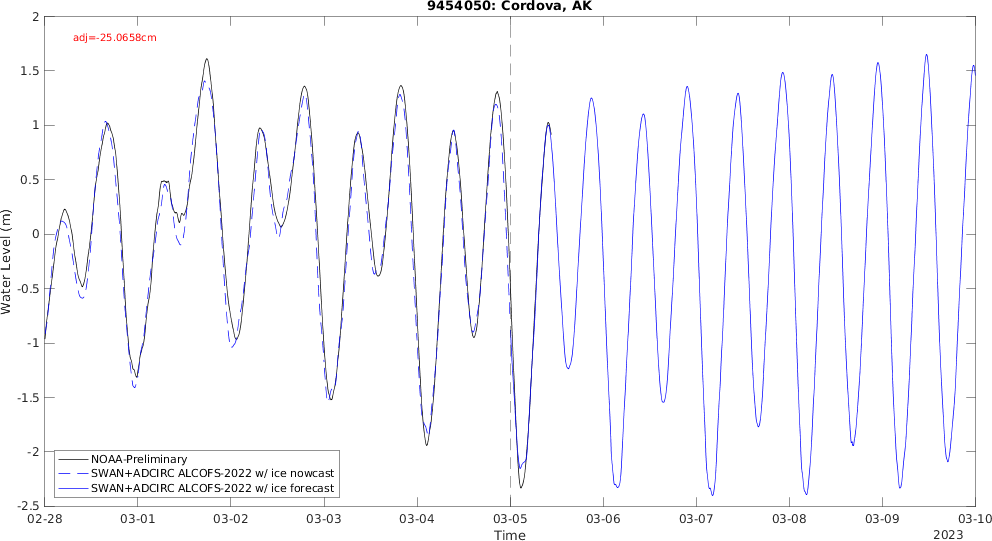 9454050: Cordova, AK
adj=-25.0658cm
Water Level (m)
2
1.5
1
0.5
0
-0.5
-1
-1.5
-2
-2.5
NOAA-Preliminary
SWAN+ADCIRC ALCOFS-2022 w/ ice nowcast
SWAN+ADCIRC ALCOFS-2022 w/ ice forecast
02-28 03-01 03-02 03-03 03-04 03-05 03-06 03-07 03-08 03-09 03-10
Time
2023